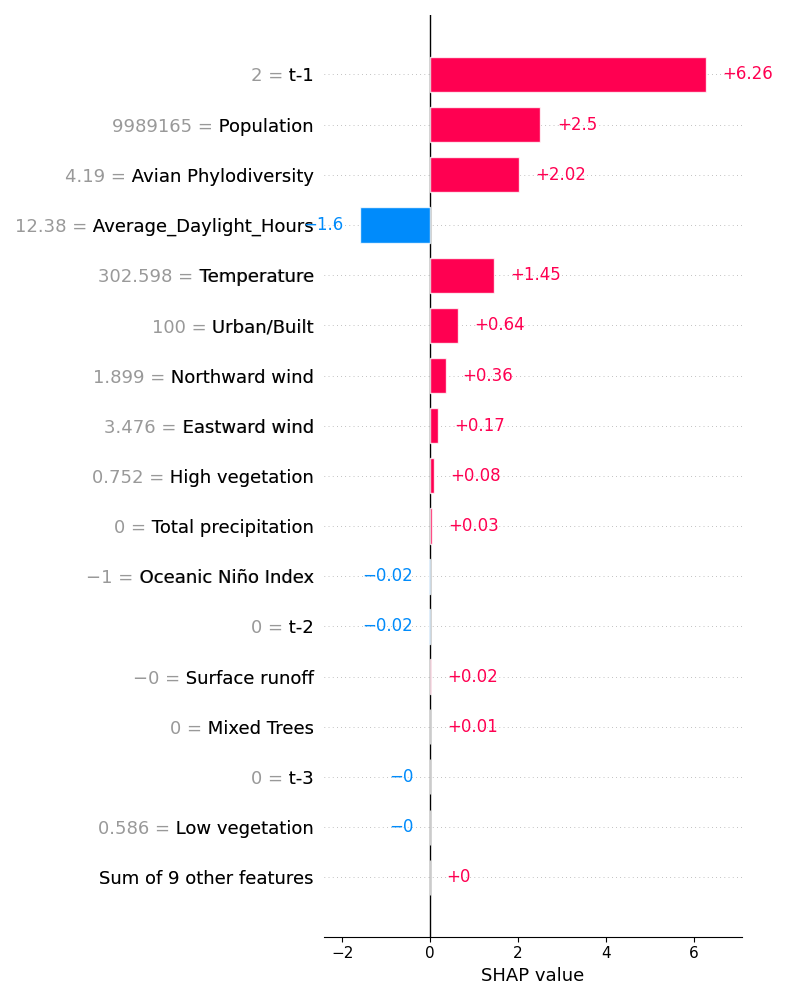 2 = t-1 +6.26
9989165 = Population +2.5
4.19 = Avian Phylodiversity +2.02
12.38 = Average_Daylight_Hours −1.6
302.598 = Temperature +1.45
100 = Urban/Built +0.64
1.899 = Northward wind +0.36
3.476 = Eastward wind +0.17
0.752 = High vegetation +0.08
0 = Total precipitation +0.03
−1 = Oceanic Niño Index −0.02
0 = t-2 −0.02
−0 = Surface runoff +0.02
0 = Mixed Trees +0.01
0 = t-3 −0
0.586 = Low vegetation −0
Sum of 9 other features +0
−2 0 2 4 6
SHAP value